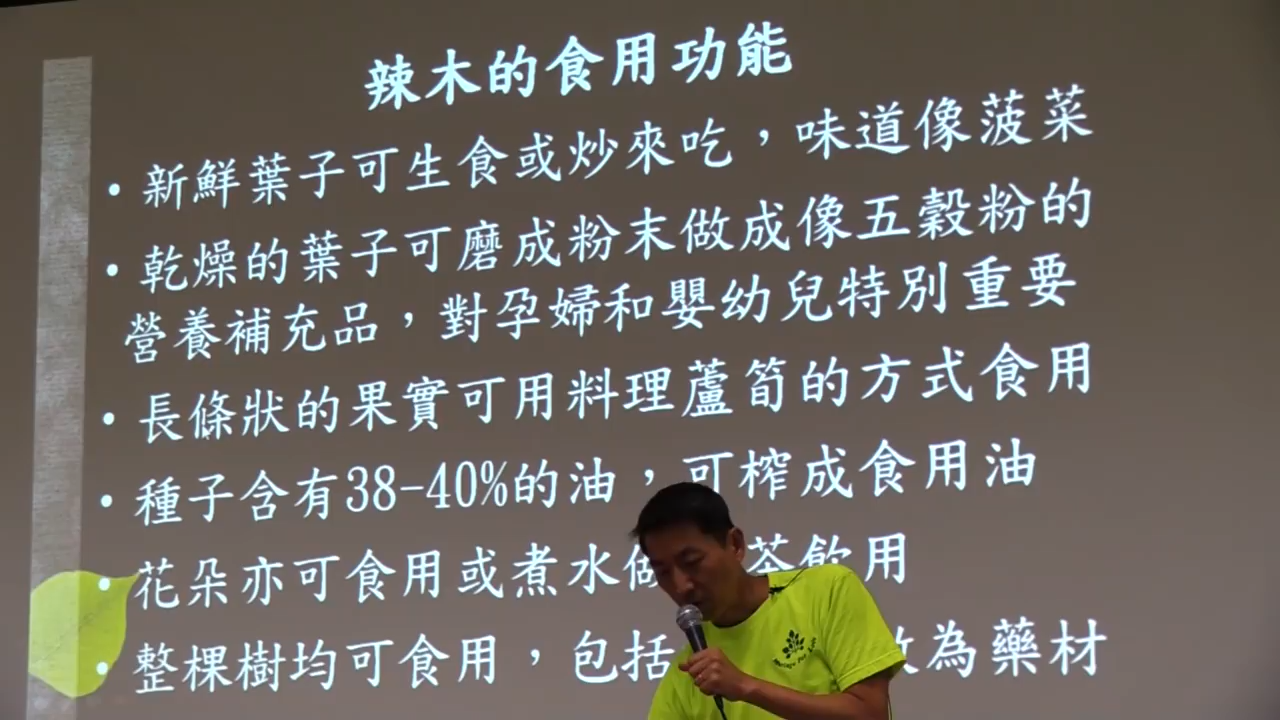 辣木的食用功能
• 新鮮葉子可生食或炒來吃，味道像菠菜
• 乾燥的葉子可磨成粉末做成像五穀粉的
營養補充品，對孕婦和嬰幼兒特別重要
• 長條狀的果實可用料理蘆筍的方式食用
• 種子含有38-40%的油，可榨成食用油
• 花朵亦可食用或煮水做 茶飲用
• 整棵樹均可食用，包括 做為藥材